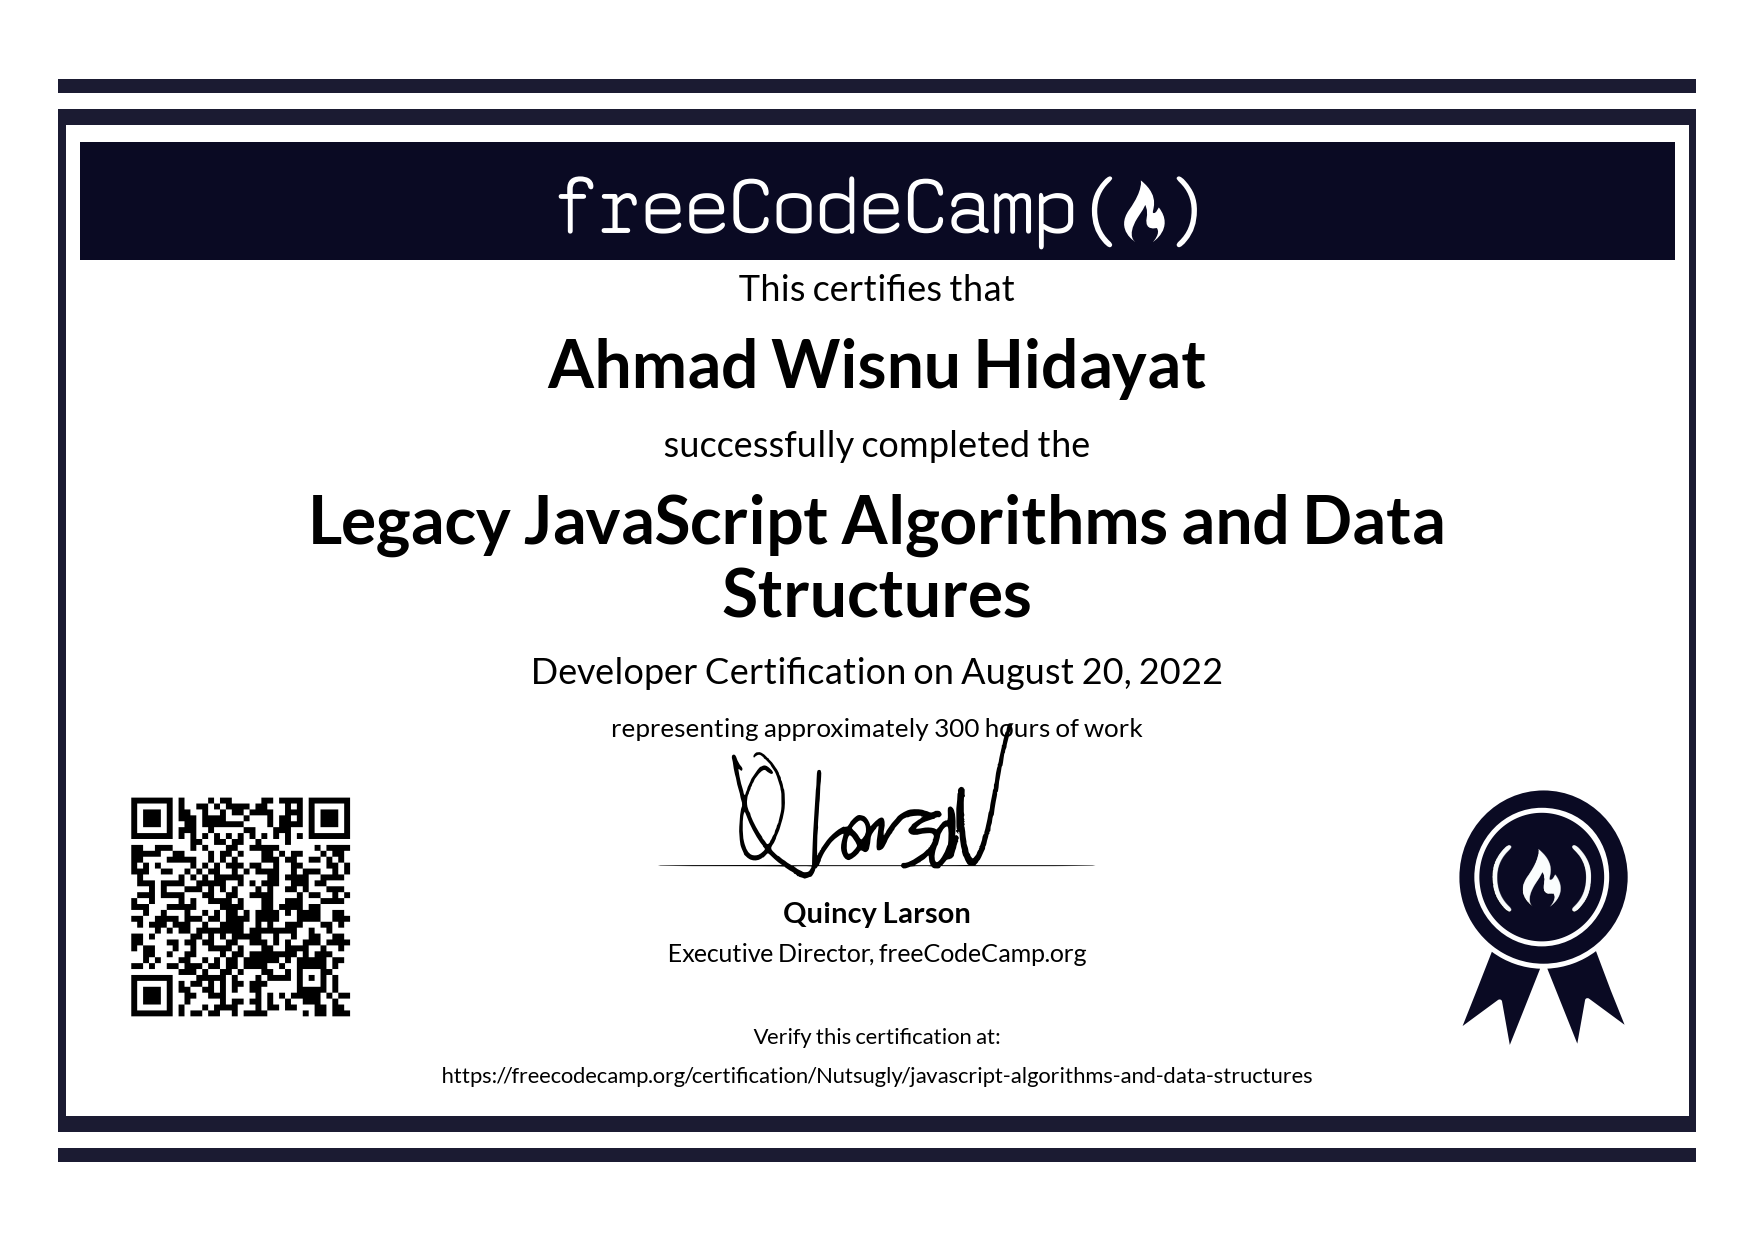 freeCodeCamp
This certifies that
Ahmad Wisnu Hidayat
successfully completed the
Legacy JavaScript Algorithms and Data
Structures
Developer Certification on August 20, 2022
representing approximately 300 hours of work
Q Larson
Quincy Larson
Executive Director, freeCodeCamp.org
Verify this certification at:
https://freecodecamp.org/certification/Nutsugly/javascript-algorithms-and-data-structures